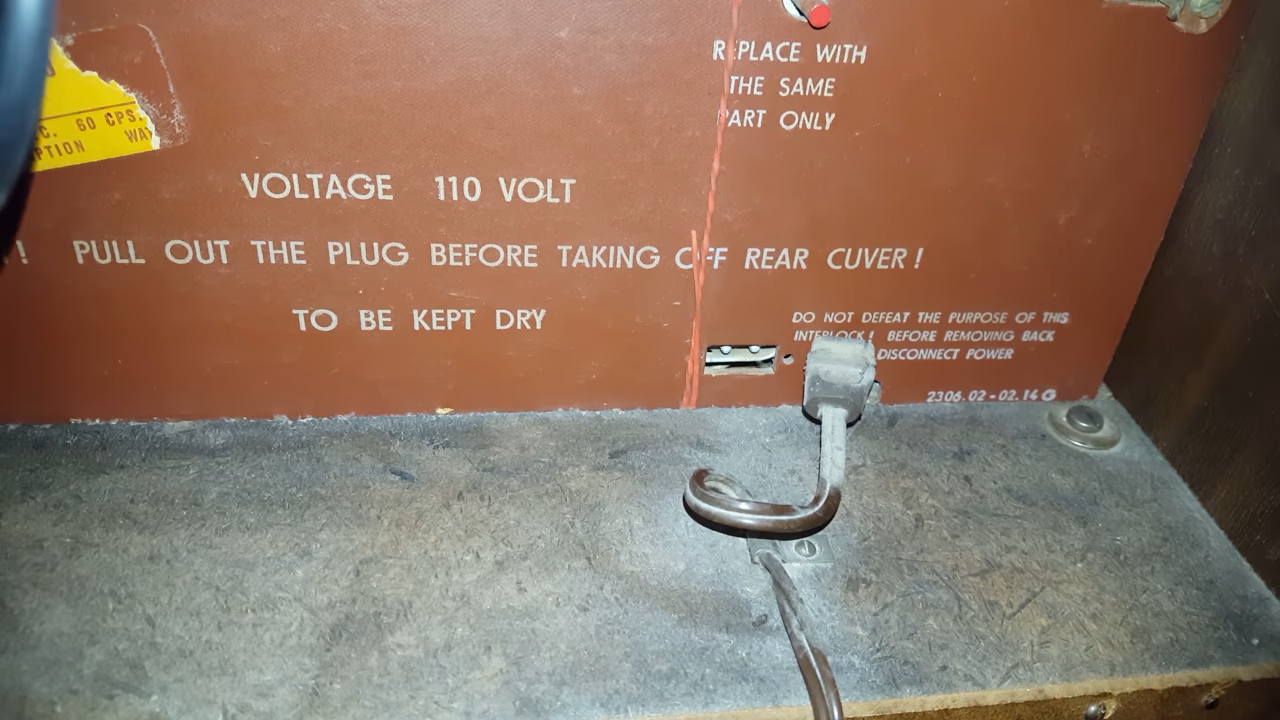 C. 60 CPS.
PTION WA
REPLACE WITH
THE SAME
PART ONLY
VOLTAGE 110 VOLT
! PULL OUT THE PLUG BEFORE TAKING OFF REAR CUVER!
TO BE KEPT DRY
DO NOT DEFEAT THE PURPOSE OF THIS
INTERLOCK! BEFORE REMOVING BACK
DISCONNECT POWER
2306.02-02.14 G